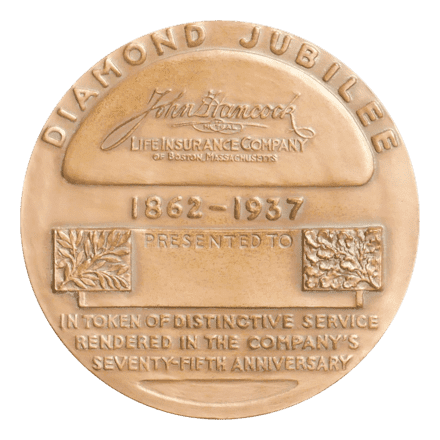 DIAMOND JUBILEE
John Hancock
MUTUAL
LIFE INSURANCE COMPANY
OF BOSTON, MASSACHUSETTS
1862-1937
PRESENTED TO
IN TOKEN OF DISTINCTIVE SERVICE
RENDERED IN THE COMPANY'S
SEVENTY-FIFTH ANNIVERSARY